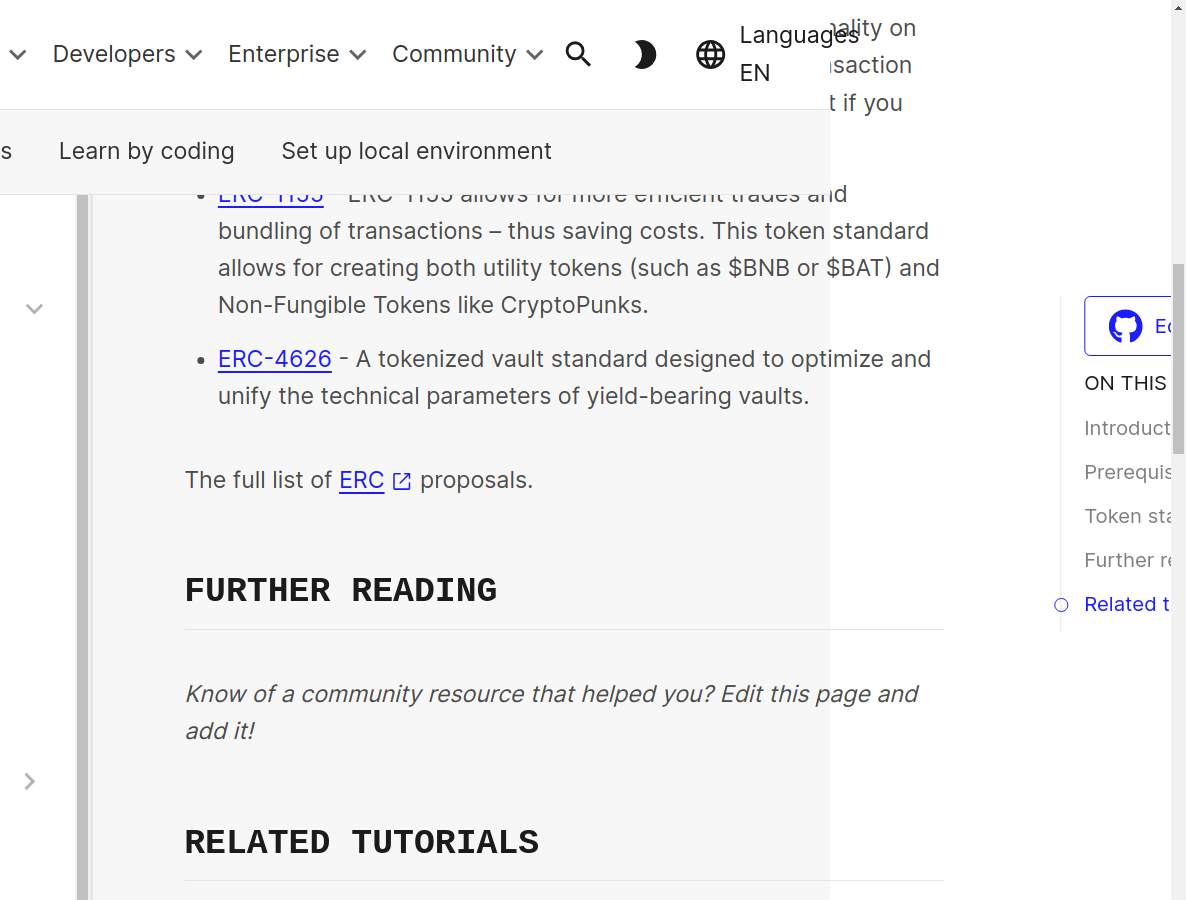 Developers
Enterprise
Community
Languages
EN
on
if you
Learn by coding
Set up local environment
ERC-1155 - ERC-1155 allows for more efficient trades and
bundling of transactions – thus saving costs. This token standard
allows for creating both utility tokens (such as $BNB or $BAT) and
Non-Fungible Tokens like CryptoPunks.
ERC-4626 - A tokenized vault standard designed to optimize and
unify the technical parameters of yield-bearing vaults.
The full list of ERC proposals.
FURTHER READING
Know of a community resource that helped you? Edit this page and
add it!
RELATED TUTORIALS
ON THIS
Introduct
Prerequis
Token sta
Further re
Related t